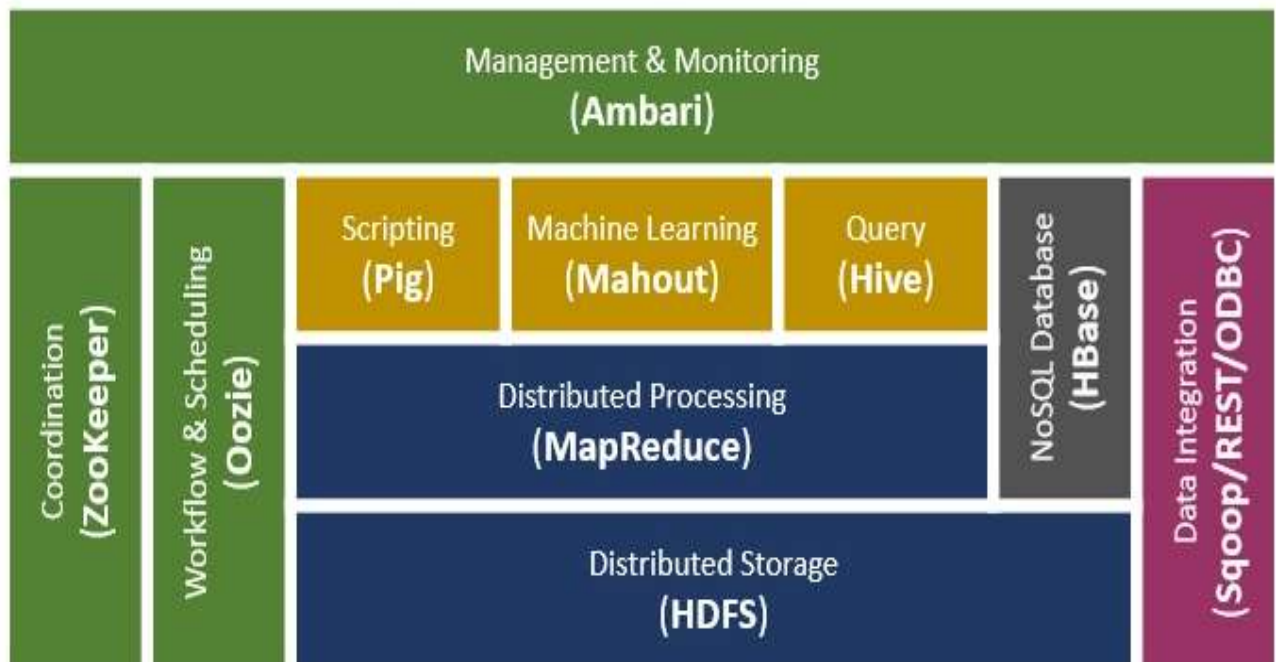 Management & Monitoring
(Ambari)
Coordination
(ZooKeeper)
Workflow & Scheduling
(Oozie)
Scripting
(Pig)
Machine Learning
(Mahout)
Query
(Hive)
Distributed Processing
(MapReduce)
NoSQL Database
(HBase)
Data Integration
(Sqoop/REST/ODBC)
Distributed Storage
(HDFS)